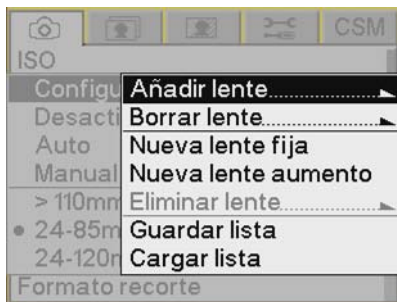 CSM
ISO
Configu
Añadir lente
Desacti
Borrar lente
Auto
Nueva lente fija
Manual
Nueva lente aumento
> 110mm
Eliminar lente
24-85m
Guardar lista
24-120m
Cargar lista
Formato recorte